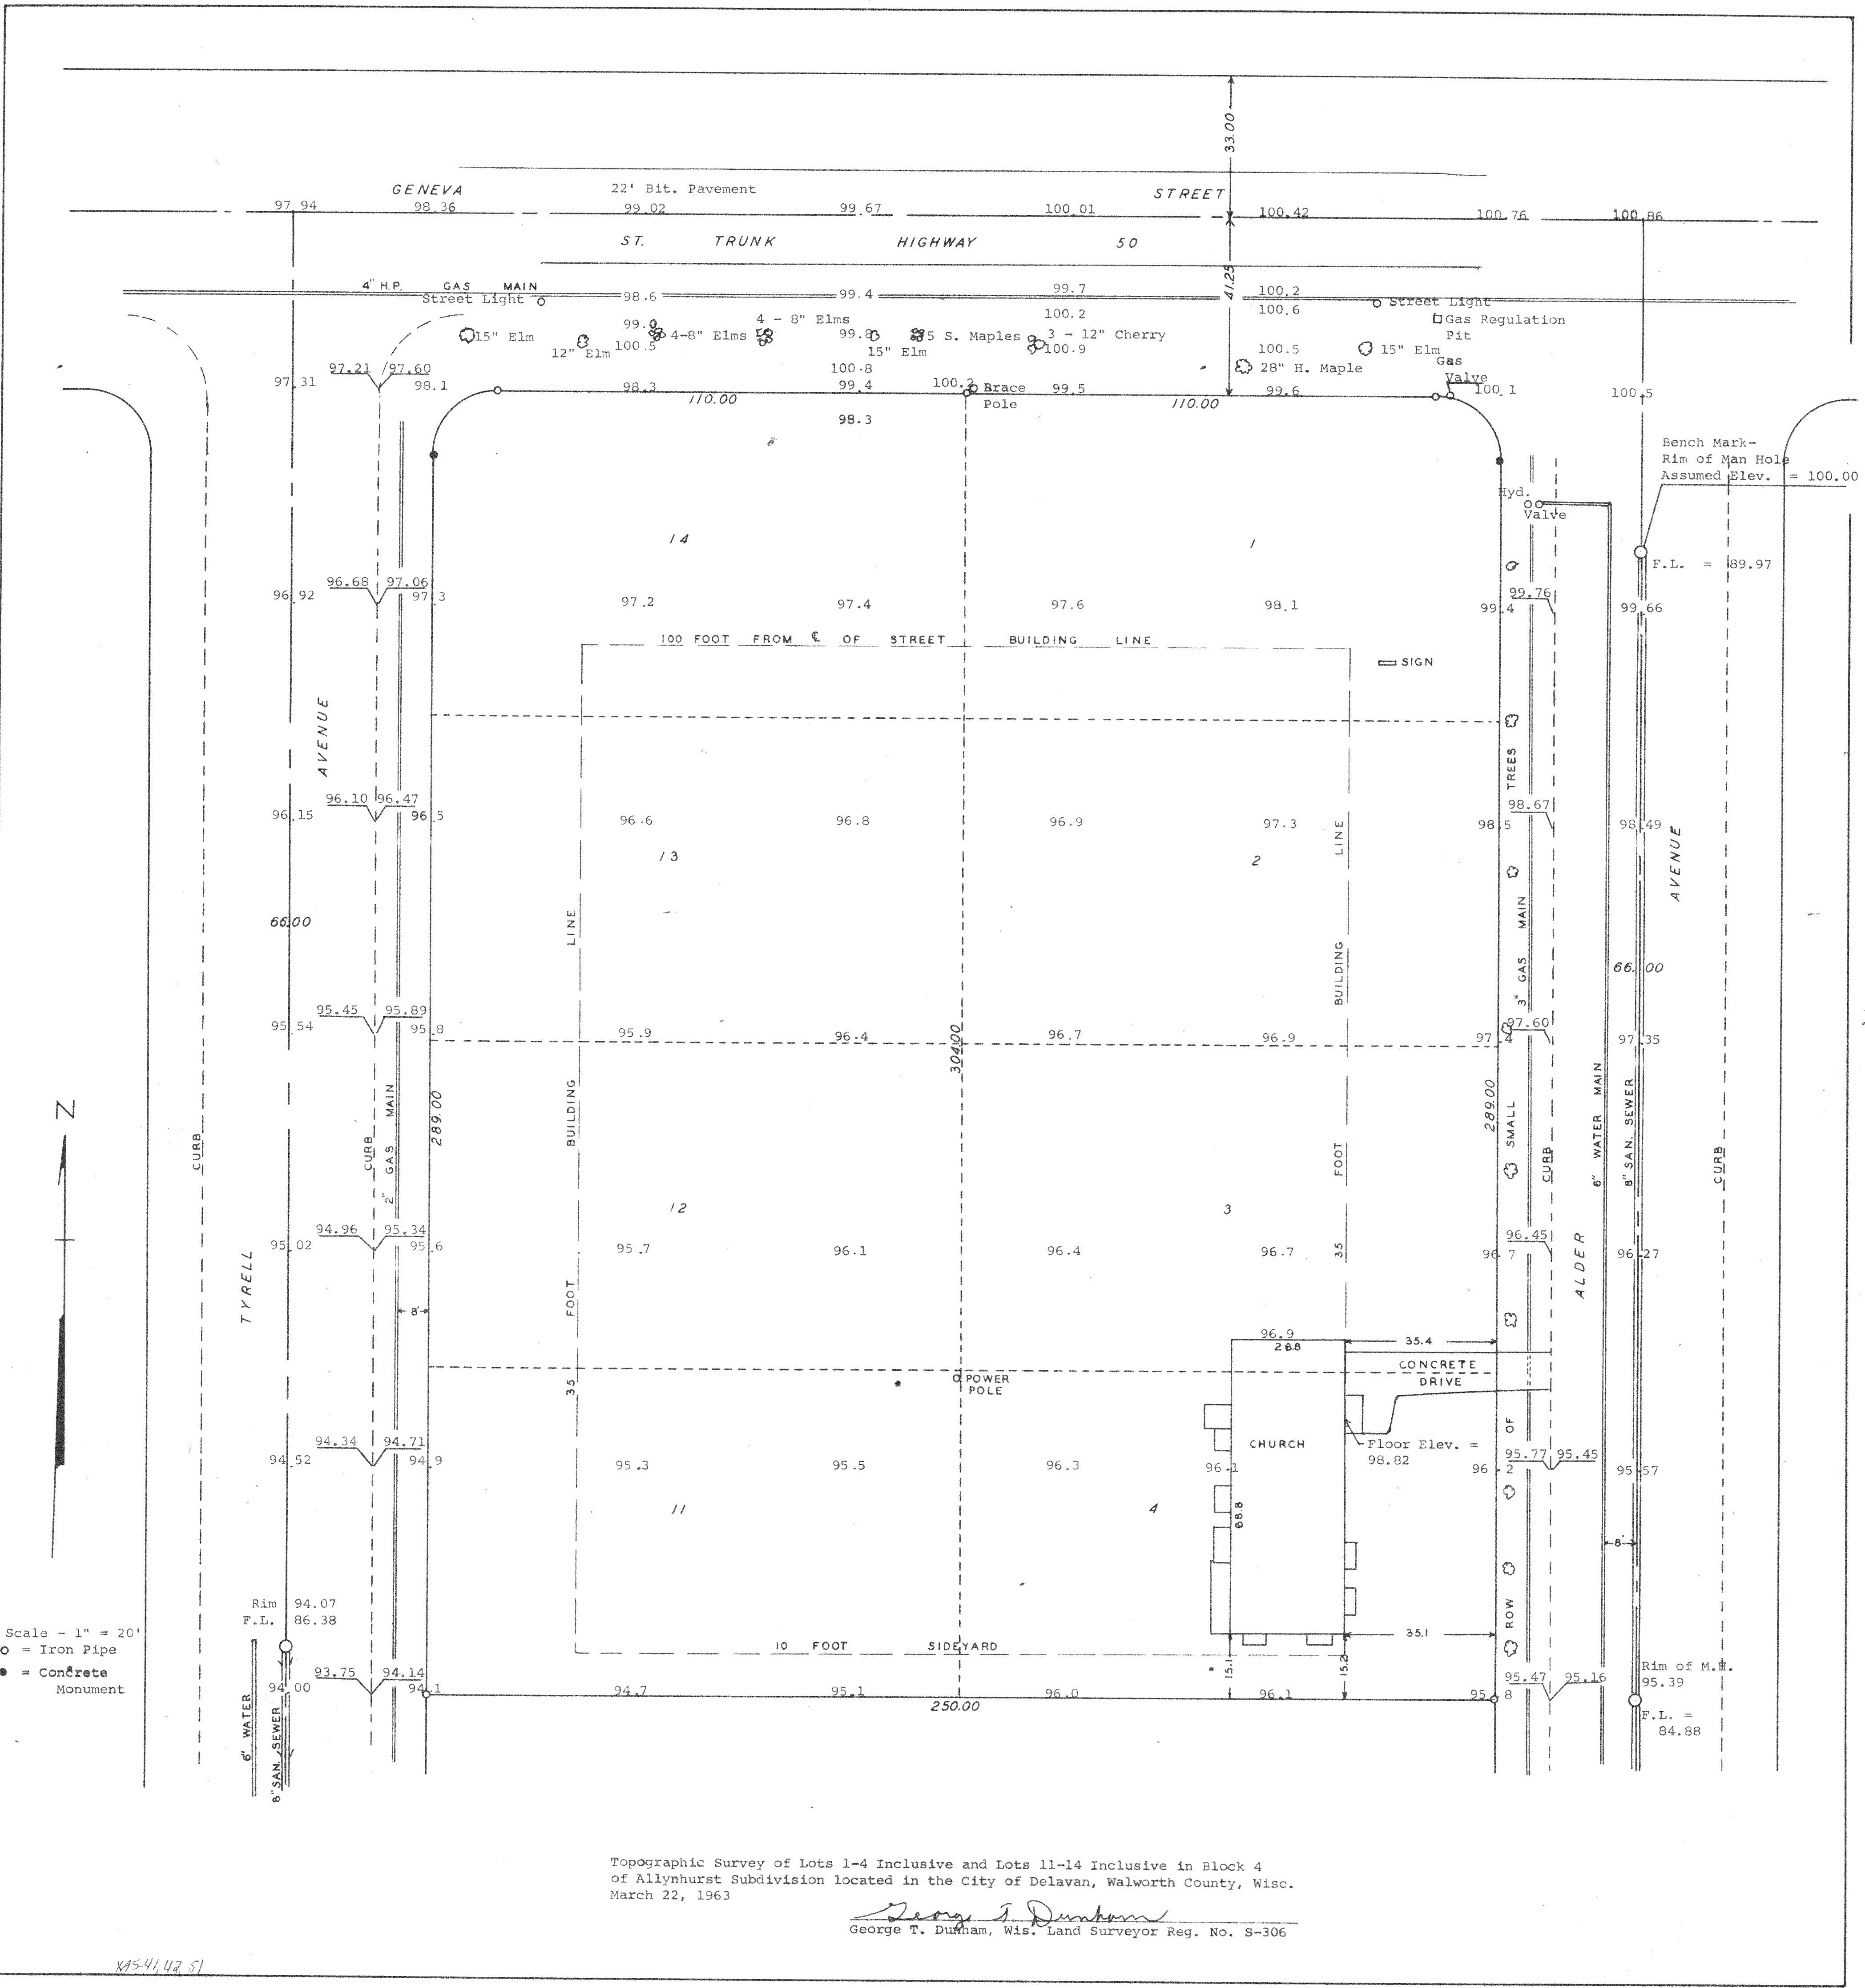 33.00
GENEVA 22' Bit. Pavement STREET
97.94 98.36 99.02 99.67 100.01 100.42 100.76 100.86
ST. TRUNK HIGHWAY 50
41.25
4" H.P. GAS MAIN
Street Light 98.6 99.4 99.7 100.2 Street Light
99.0 4 - 8" Elms 100.2 100.6 Gas Regulation
Pit
15" Elm 4-8" Elms 99.8 5 S. Maples 3 - 12" Cherry
12" Elm 100.5 15" Elm 100.9 100.5 15" Elm
97.21 97.60 100.8 28" H. Maple Gas
Valve
97.31 98.1 98.3 99.4 100.2 Brace 99.5 99.6 100.1 100.5
Pole
110.00 110.00
98.3
Bench Mark-
Rim of Man Hole
Assumed Elev. = 100.00
Hyd.
Valve
14 1
F.L. = 89.97
96.68 97.06 99.76
96.92 97.3 97.2 97.4 97.6 98.1 99.4 99.66
100 FOOT FROM ℄ OF STREET BUILDING LINE
SIGN
AVENUE
TREES
96.10 96.47 98.67
96.15 96.5 96.6 96.8 96.9 97.3 98.5 98.49
13 2
LINE
AVENUE
66.00
LINE
BUILDING
3" GAS MAIN
66.00
95.45 95.89 97.60
95.54 95.8 95.9 96.4 96.7 96.9 97.4 97.35
304.00
N
CURB
CURB
2" GAS MAIN
289.00
BUILDING
FOOT
289.00
SMALL
CURB
6" WATER MAIN
8" SAN. SEWER
CURB
12 3
94.96 95.34 96.45
95.02 95.6 95.7 96.1 96.4 96.7 96.7 96.27
TYRELL
FOOT
35
ALDER
8'
96.9
26.8 35.4
CONCRETE
DRIVE
35
POWER
POLE
OF
94.34 94.71 CHURCH Floor Elev. =
98.82
95.77 95.45
94.52 94.9 95.3 95.5 96.3 96.1 96.2 95.57
11 4
68.8
8'
Rim 94.07
F.L. 86.38
ROW
Scale - 1" = 20'
o = Iron Pipe
● = Concrete
Monument
35.1
10 FOOT SIDEYARD
15.1 15.2
93.75 94.14 95.47 95.16
Rim of M.H.
95.39
94.00 94.1 94.7 95.1 96.0 96.1 95.8
250.00
F.L. =
84.88
6" WATER
8" SAN. SEWER
Topographic Survey of Lots 1-4 Inclusive and Lots 11-14 Inclusive in Block 4
of Allynhurst Subdivision located in the City of Delavan, Walworth County, Wisc.
March 22, 1963
George T. Dunham
George T. Dunham, Wis. Land Surveyor Reg. No. S-306